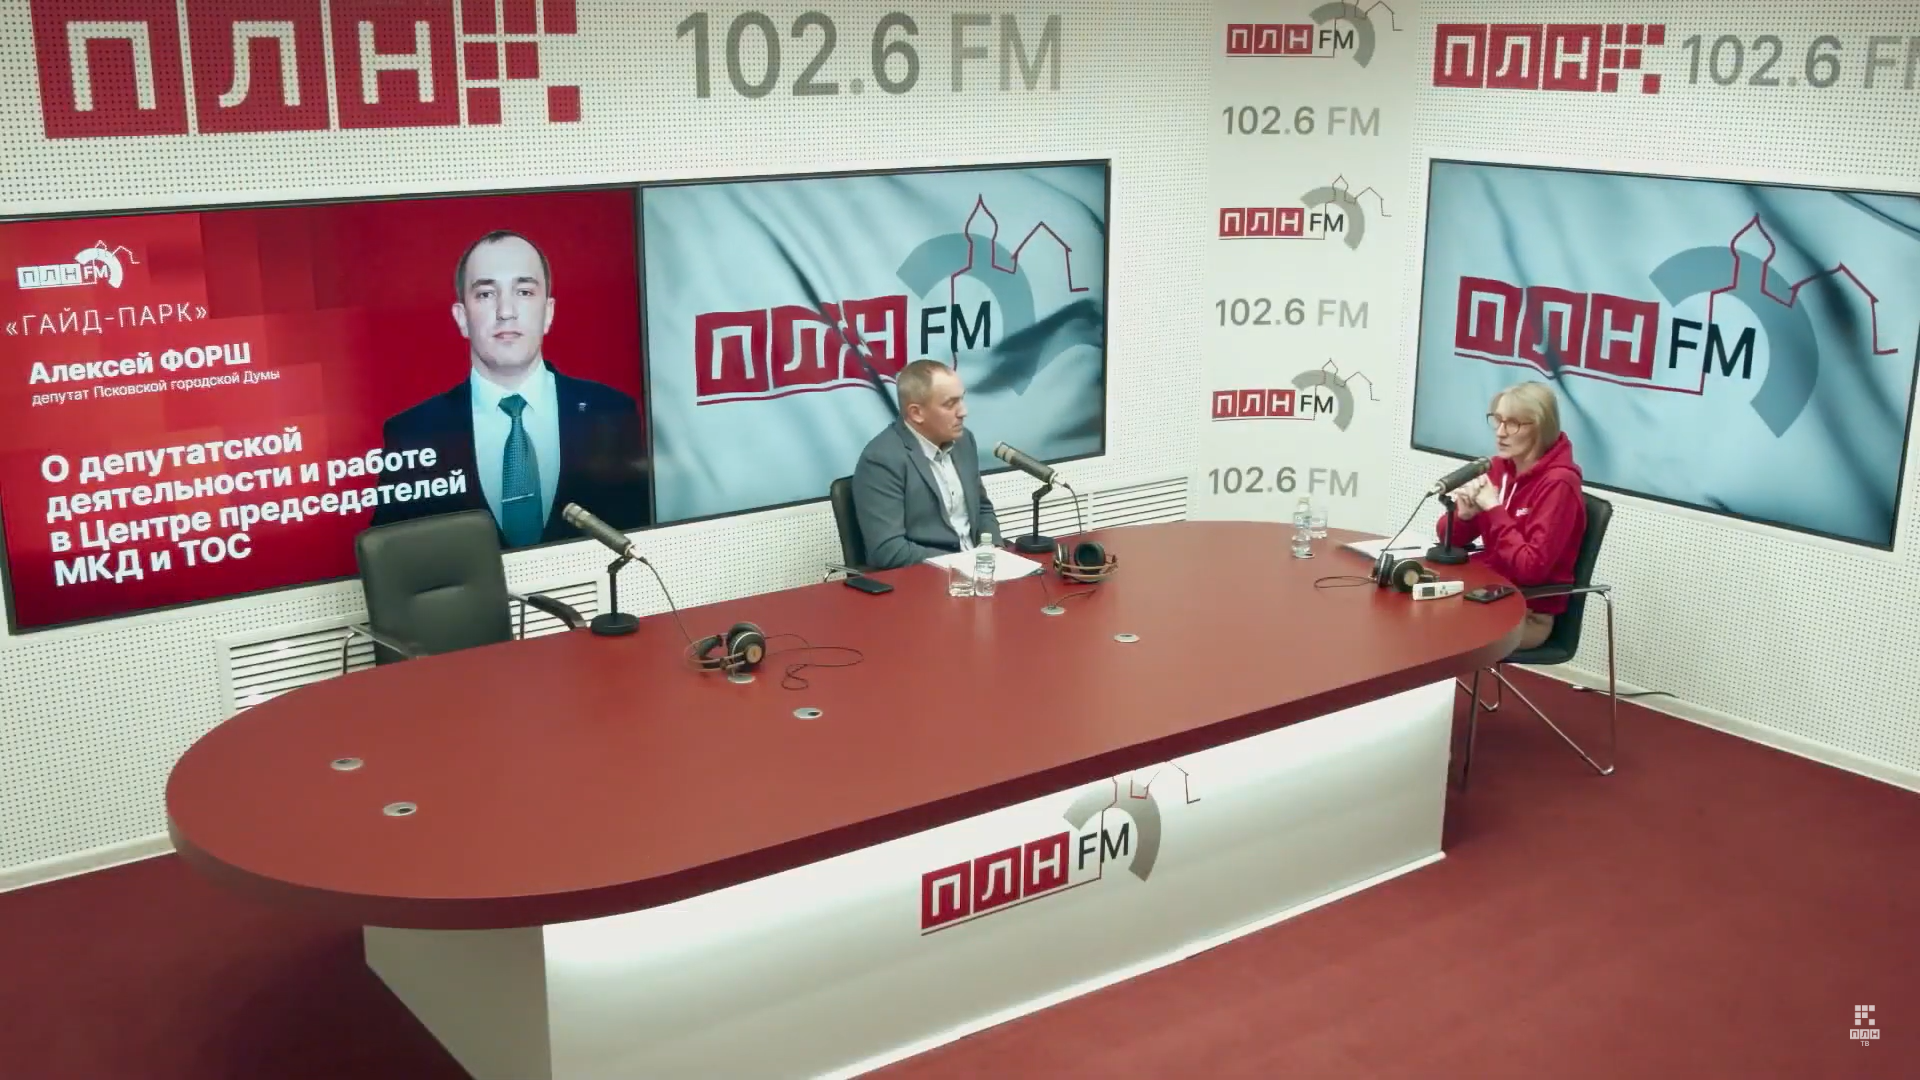 ПЛН
102.6 FM
ПЛН FM
102.6 FM
ПЛН FM
102.6 FM
ПЛН FM
102.6 FM
ПЛН
102.6 FM
ПЛН FM
«ГАЙД-ПАРК»
Алексей ФОРШ
депутат Псковской городской Думы
О депутатской
деятельности и работе
в Центре председателей
МКД и ТОС
ПЛН FM
ПЛН FM
ПЛН FM
ПЛН
ТВ